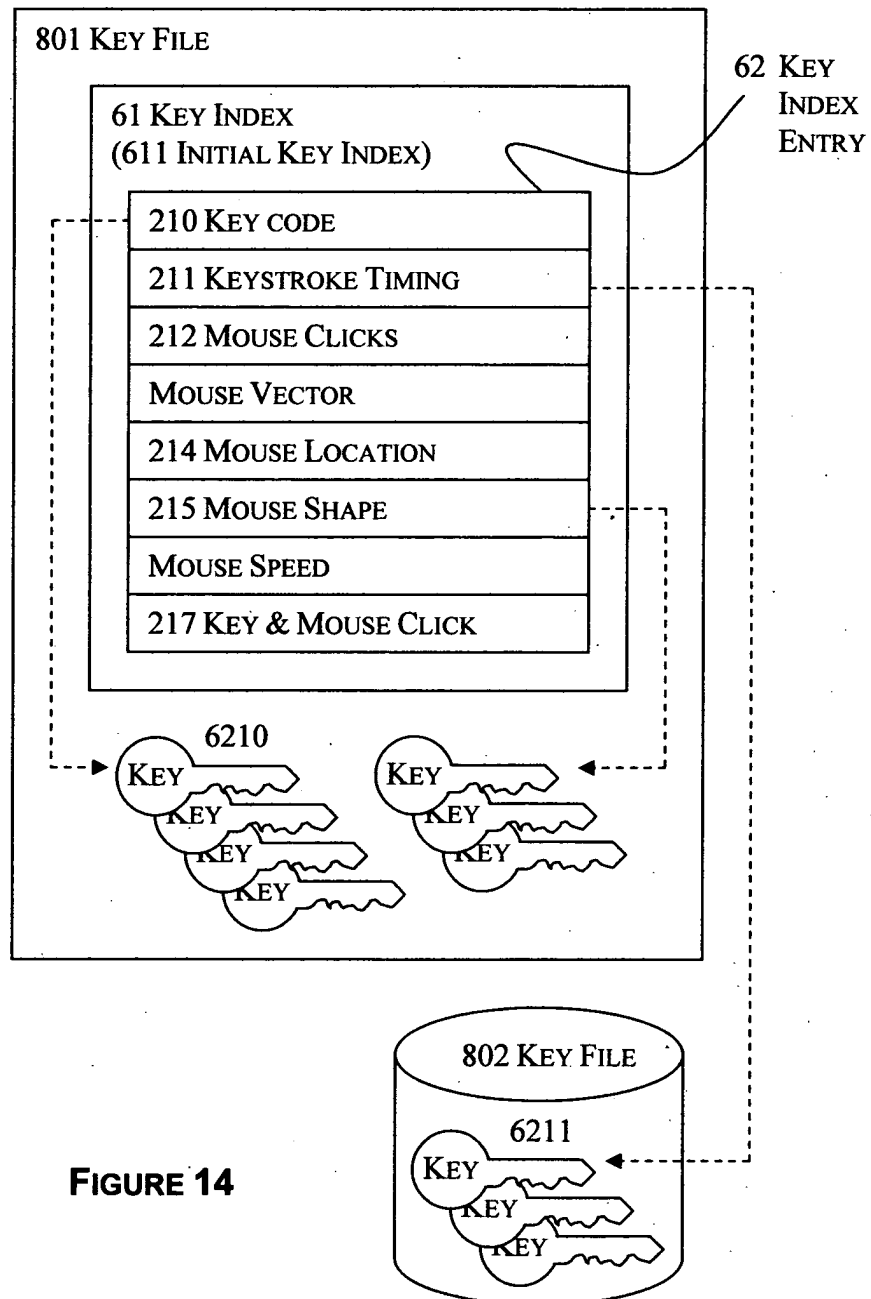 801 KEY FILE
62 KEY
INDEX
ENTRY
61 KEY INDEX
(611 INITIAL KEY INDEX)
210 KEY CODE
211 KEYSTROKE TIMING
212 MOUSE CLICKS
MOUSE VECTOR
214 MOUSE LOCATION
215 MOUSE SHAPE
MOUSE SPEED
217 KEY & MOUSE CLICK
6210
KEY
KEY
KEY
KEY
KEY
KEY
KEY
802 KEY FILE
6211
KEY
KEY
KEY
FIGURE 14